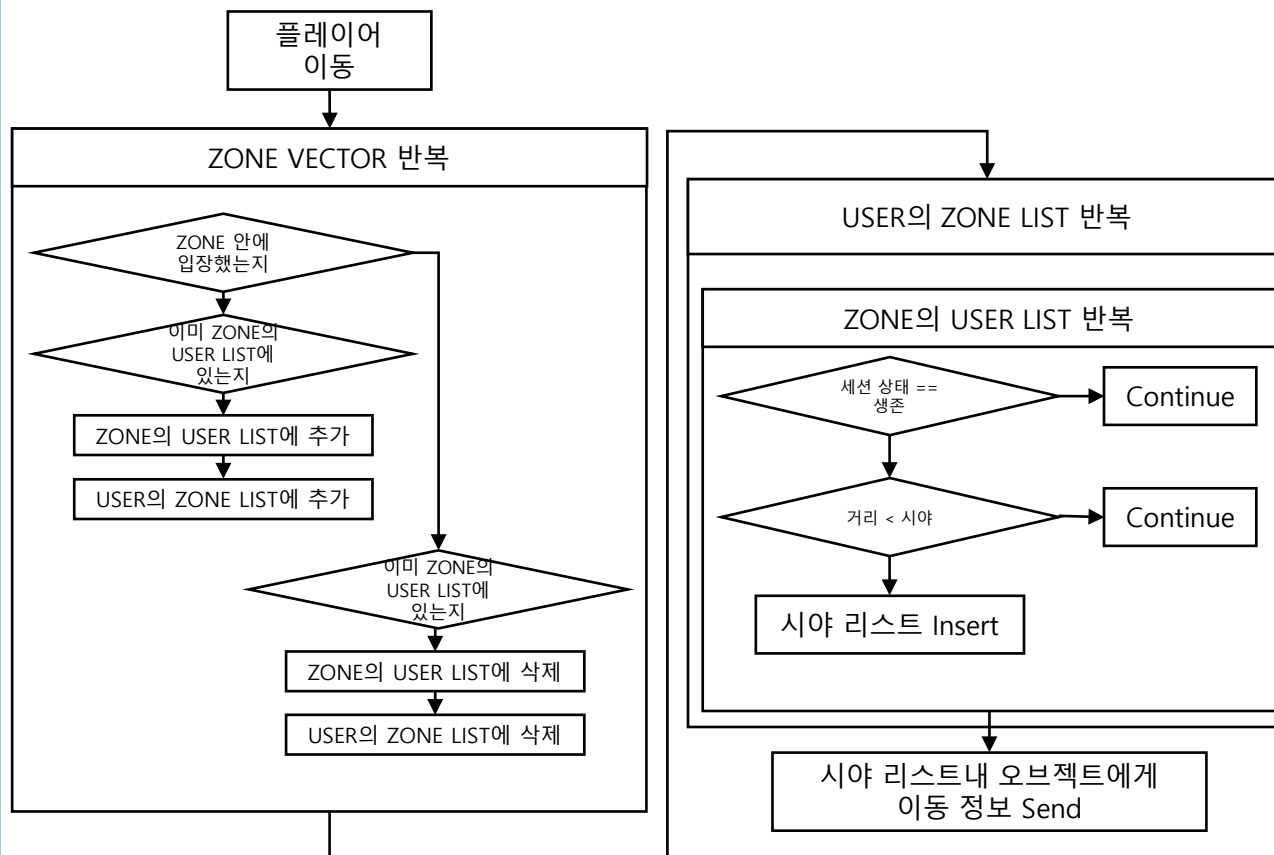 플레이어
이동
ZONE VECTOR 반복
ZONE 안에
입장했는지
이미 ZONE의
USER LIST에
있는지
ZONE의 USER LIST에 추가
USER의 ZONE LIST에 추가
이미 ZONE의
USER LIST에
있는지
ZONE의 USER LIST에 삭제
USER의 ZONE LIST에 삭제
USER의 ZONE LIST 반복
ZONE의 USER LIST 반복
세션 상태 ==
생존
Continue
거리 < 시야
Continue
시야 리스트 Insert
시야 리스트내 오브젝트에게
이동 정보 Send